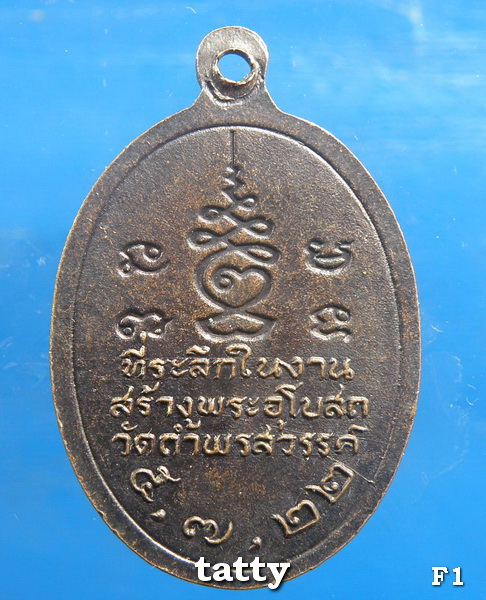 ที่ระลึกในงาน
สร้างพระอุโบสถ
วัดถ้ำพรสวรรค์
๕,๗,๒๒
tatty
F1